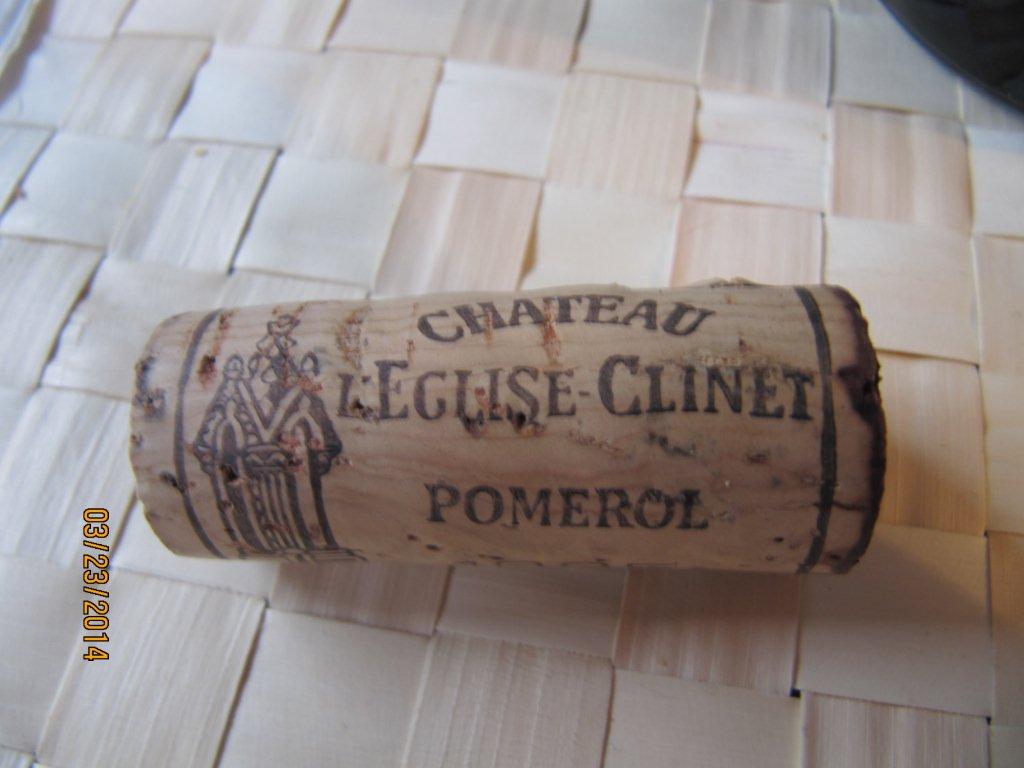 CHATEAU
L'EGLISE-CLINET
POMEROL
03/23/2014